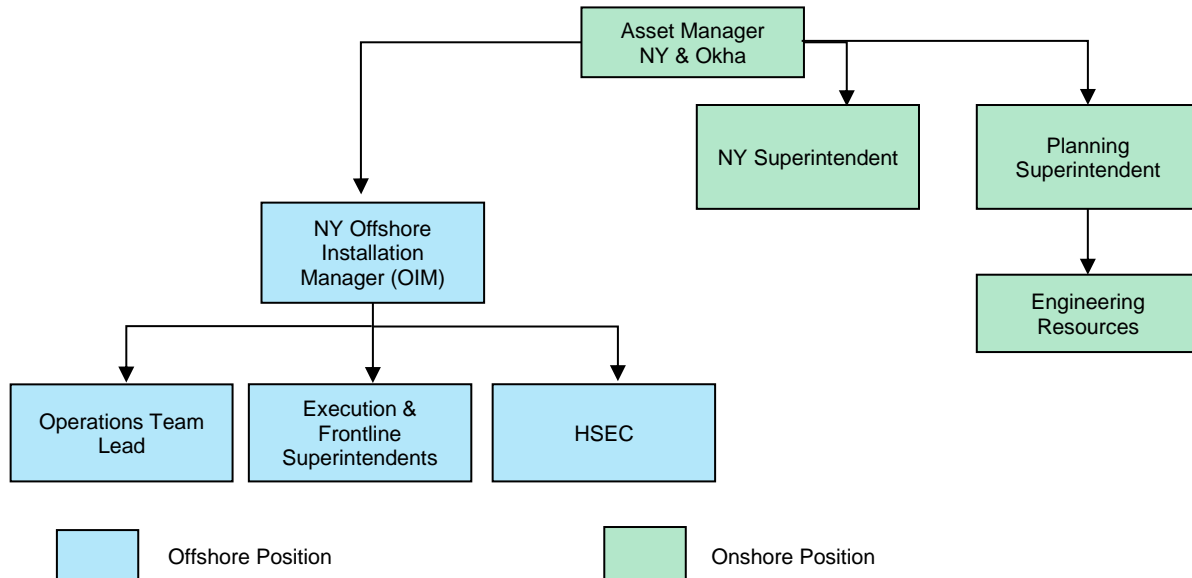 Asset Manager
NY & Okha
NY Superintendent
Planning
Superintendent
NY Offshore
Installation
Manager (OIM)
Engineering
Resources
Operations Team
Lead
Execution &
Frontline
Superintendents
HSEC
Offshore Position
Onshore Position